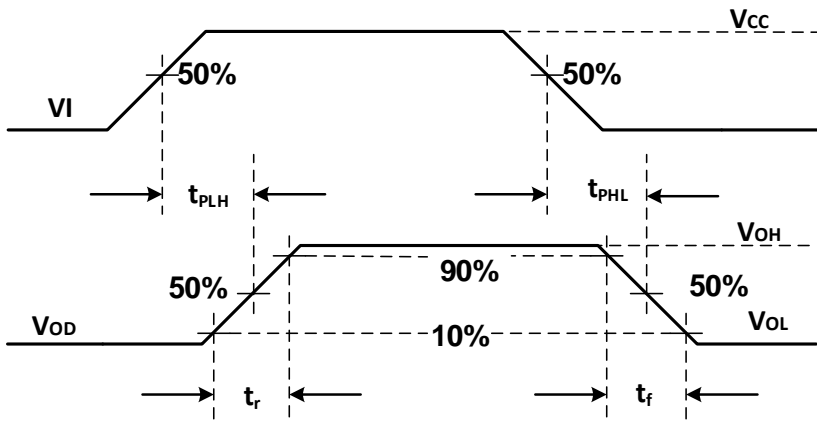 VCC
50% 50%
VI
tPLH tPHL
VOH
90%
50% 50%
VOD 10% VOL
tr tf